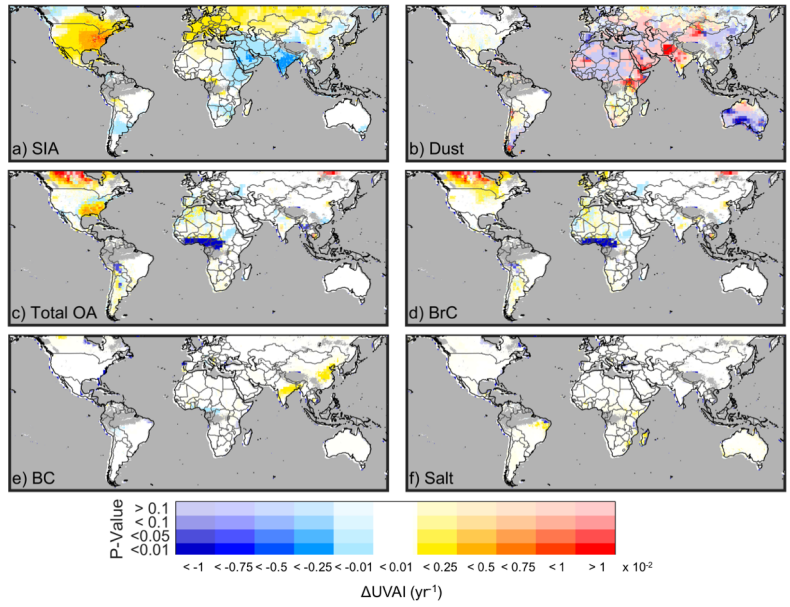 a) SIA
b) Dust
c) Total OA
d) BrC
e) BC
f) Salt
P-Value
> 0.1
< 0.1
<0.05
<0.01
< -1 < -0.75 < -0.5 < -0.25 < -0.01 < 0.01 < 0.25 < 0.5 < 0.75 < 1 > 1 x 10⁻²
ΔUVAI (yr⁻¹)